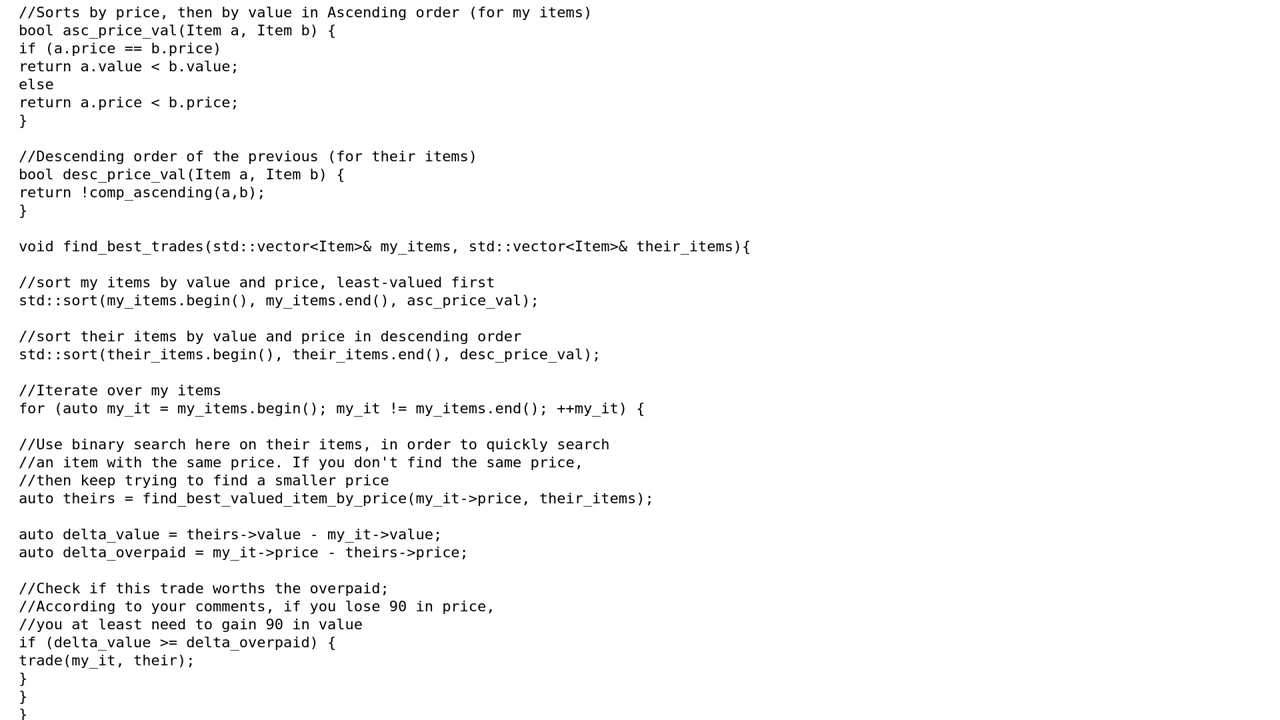 //Sorts by price, then by value in Ascending order (for my items)
bool asc_price_val(Item a, Item b) {
if (a.price == b.price)
return a.value < b.value;
else
return a.price < b.price;
}
//Descending order of the previous (for their items)
bool desc_price_val(Item a, Item b) {
return !comp_ascending(a,b);
}
void find_best_trades(std::vector<Item>& my_items, std::vector<Item>& their_items){
//sort my items by value and price, least-valued first
std::sort(my_items.begin(), my_items.end(), asc_price_val);
//sort their items by value and price in descending order
std::sort(their_items.begin(), their_items.end(), desc_price_val);
//Iterate over my items
for (auto my_it = my_items.begin(); my_it != my_items.end(); ++my_it) {
//Use binary search here on their items, in order to quickly search
//an item with the same price. If you don't find the same price,
//then keep trying to find a smaller price
auto theirs = find_best_valued_item_by_price(my_it->price, their_items);
auto delta_value = theirs->value - my_it->value;
auto delta_overpaid = my_it->price - theirs->price;
//Check if this trade worths the overpaid;
//According to your comments, if you lose 90 in price,
//you at least need to gain 90 in value
if (delta_value >= delta_overpaid) {
trade(my_it, their);
}
}
}